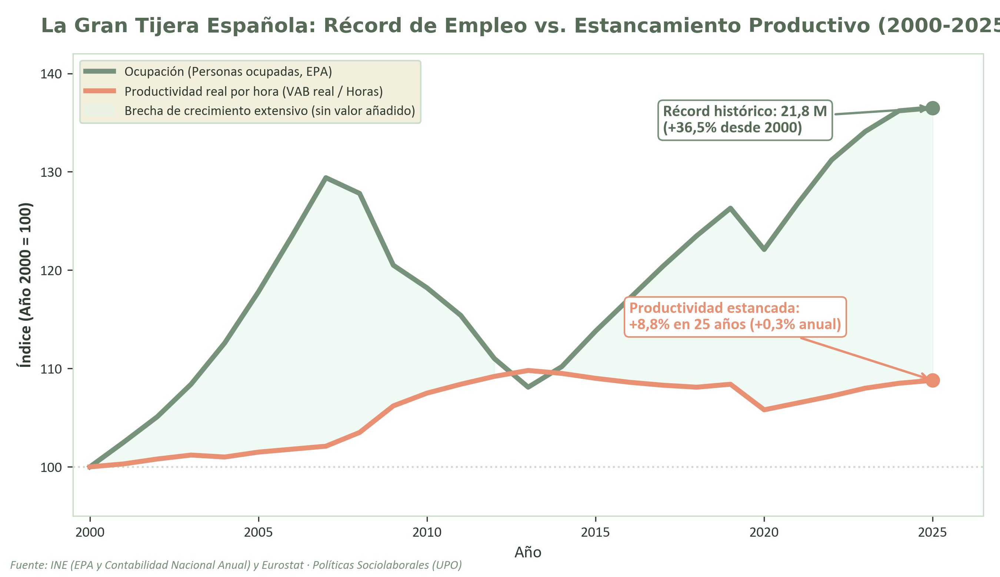 La Gran Tijera Española: Récord de Empleo vs. Estancamiento Productivo (2000-2025
Ocupación (Personas ocupadas, EPA)
Productividad real por hora (VAB real / Horas)
Brecha de crecimiento extensivo (sin valor añadido)
Récord histórico: 21,8 M
(+36,5% desde 2000)
Productividad estancada:
+8,8% en 25 años (+0,3% anual)
Índice (Año 2000 = 100)
140
130
120
110
100
2000
2005
2010
2015
2020
2025
Año
Fuente: INE (EPA y Contabilidad Nacional Anual) y Eurostat · Políticas Sociolaborales (UPO)